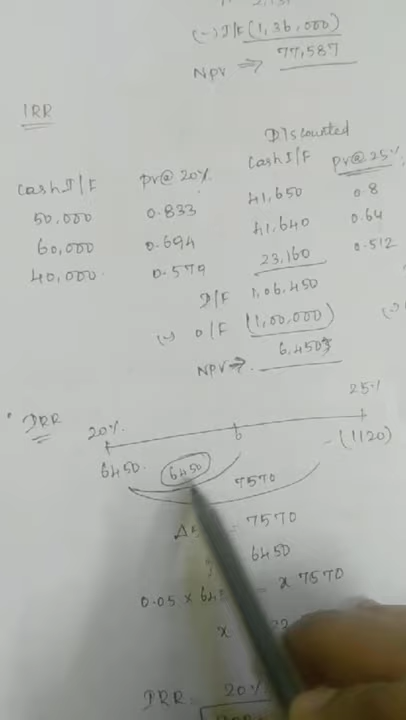 (-) I/F (1,36,000)
77,587
NPV ⇒
IRR
Discounted
Cash I/F PV@ 20% Cash I/F PV@ 25%
50,000 0.833 41,650 0.8
60,000 0.694 41,640 0.64
40,000 0.579 23,160 0.512
I/F 1,06,450
(-) O/F (1,00,000)
NPV → 6,450
IRR
20% 25%
6450 6450 7570 -(1120)
= 7570
6450
0.05 × = x 7570
x
IRR 20%